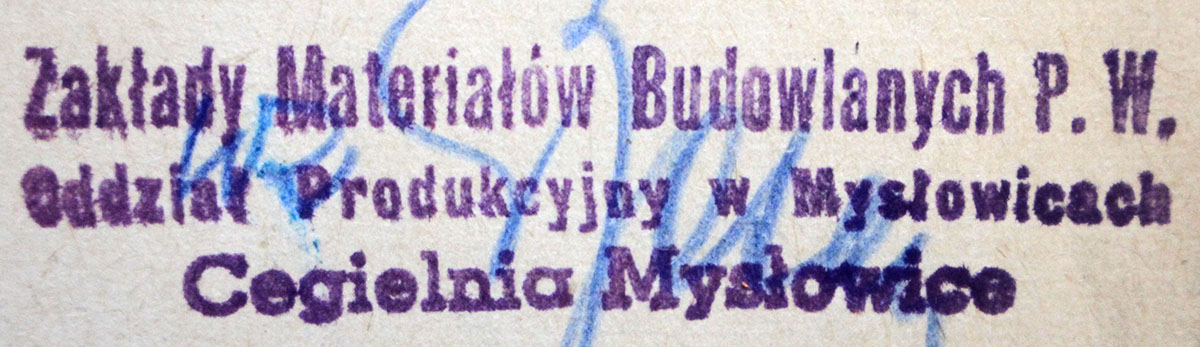 Zakłady Materiałów Budowlanych P. W.
Oddział Produkcyjny w Mysłowicach
Cegielnia Mysłowice